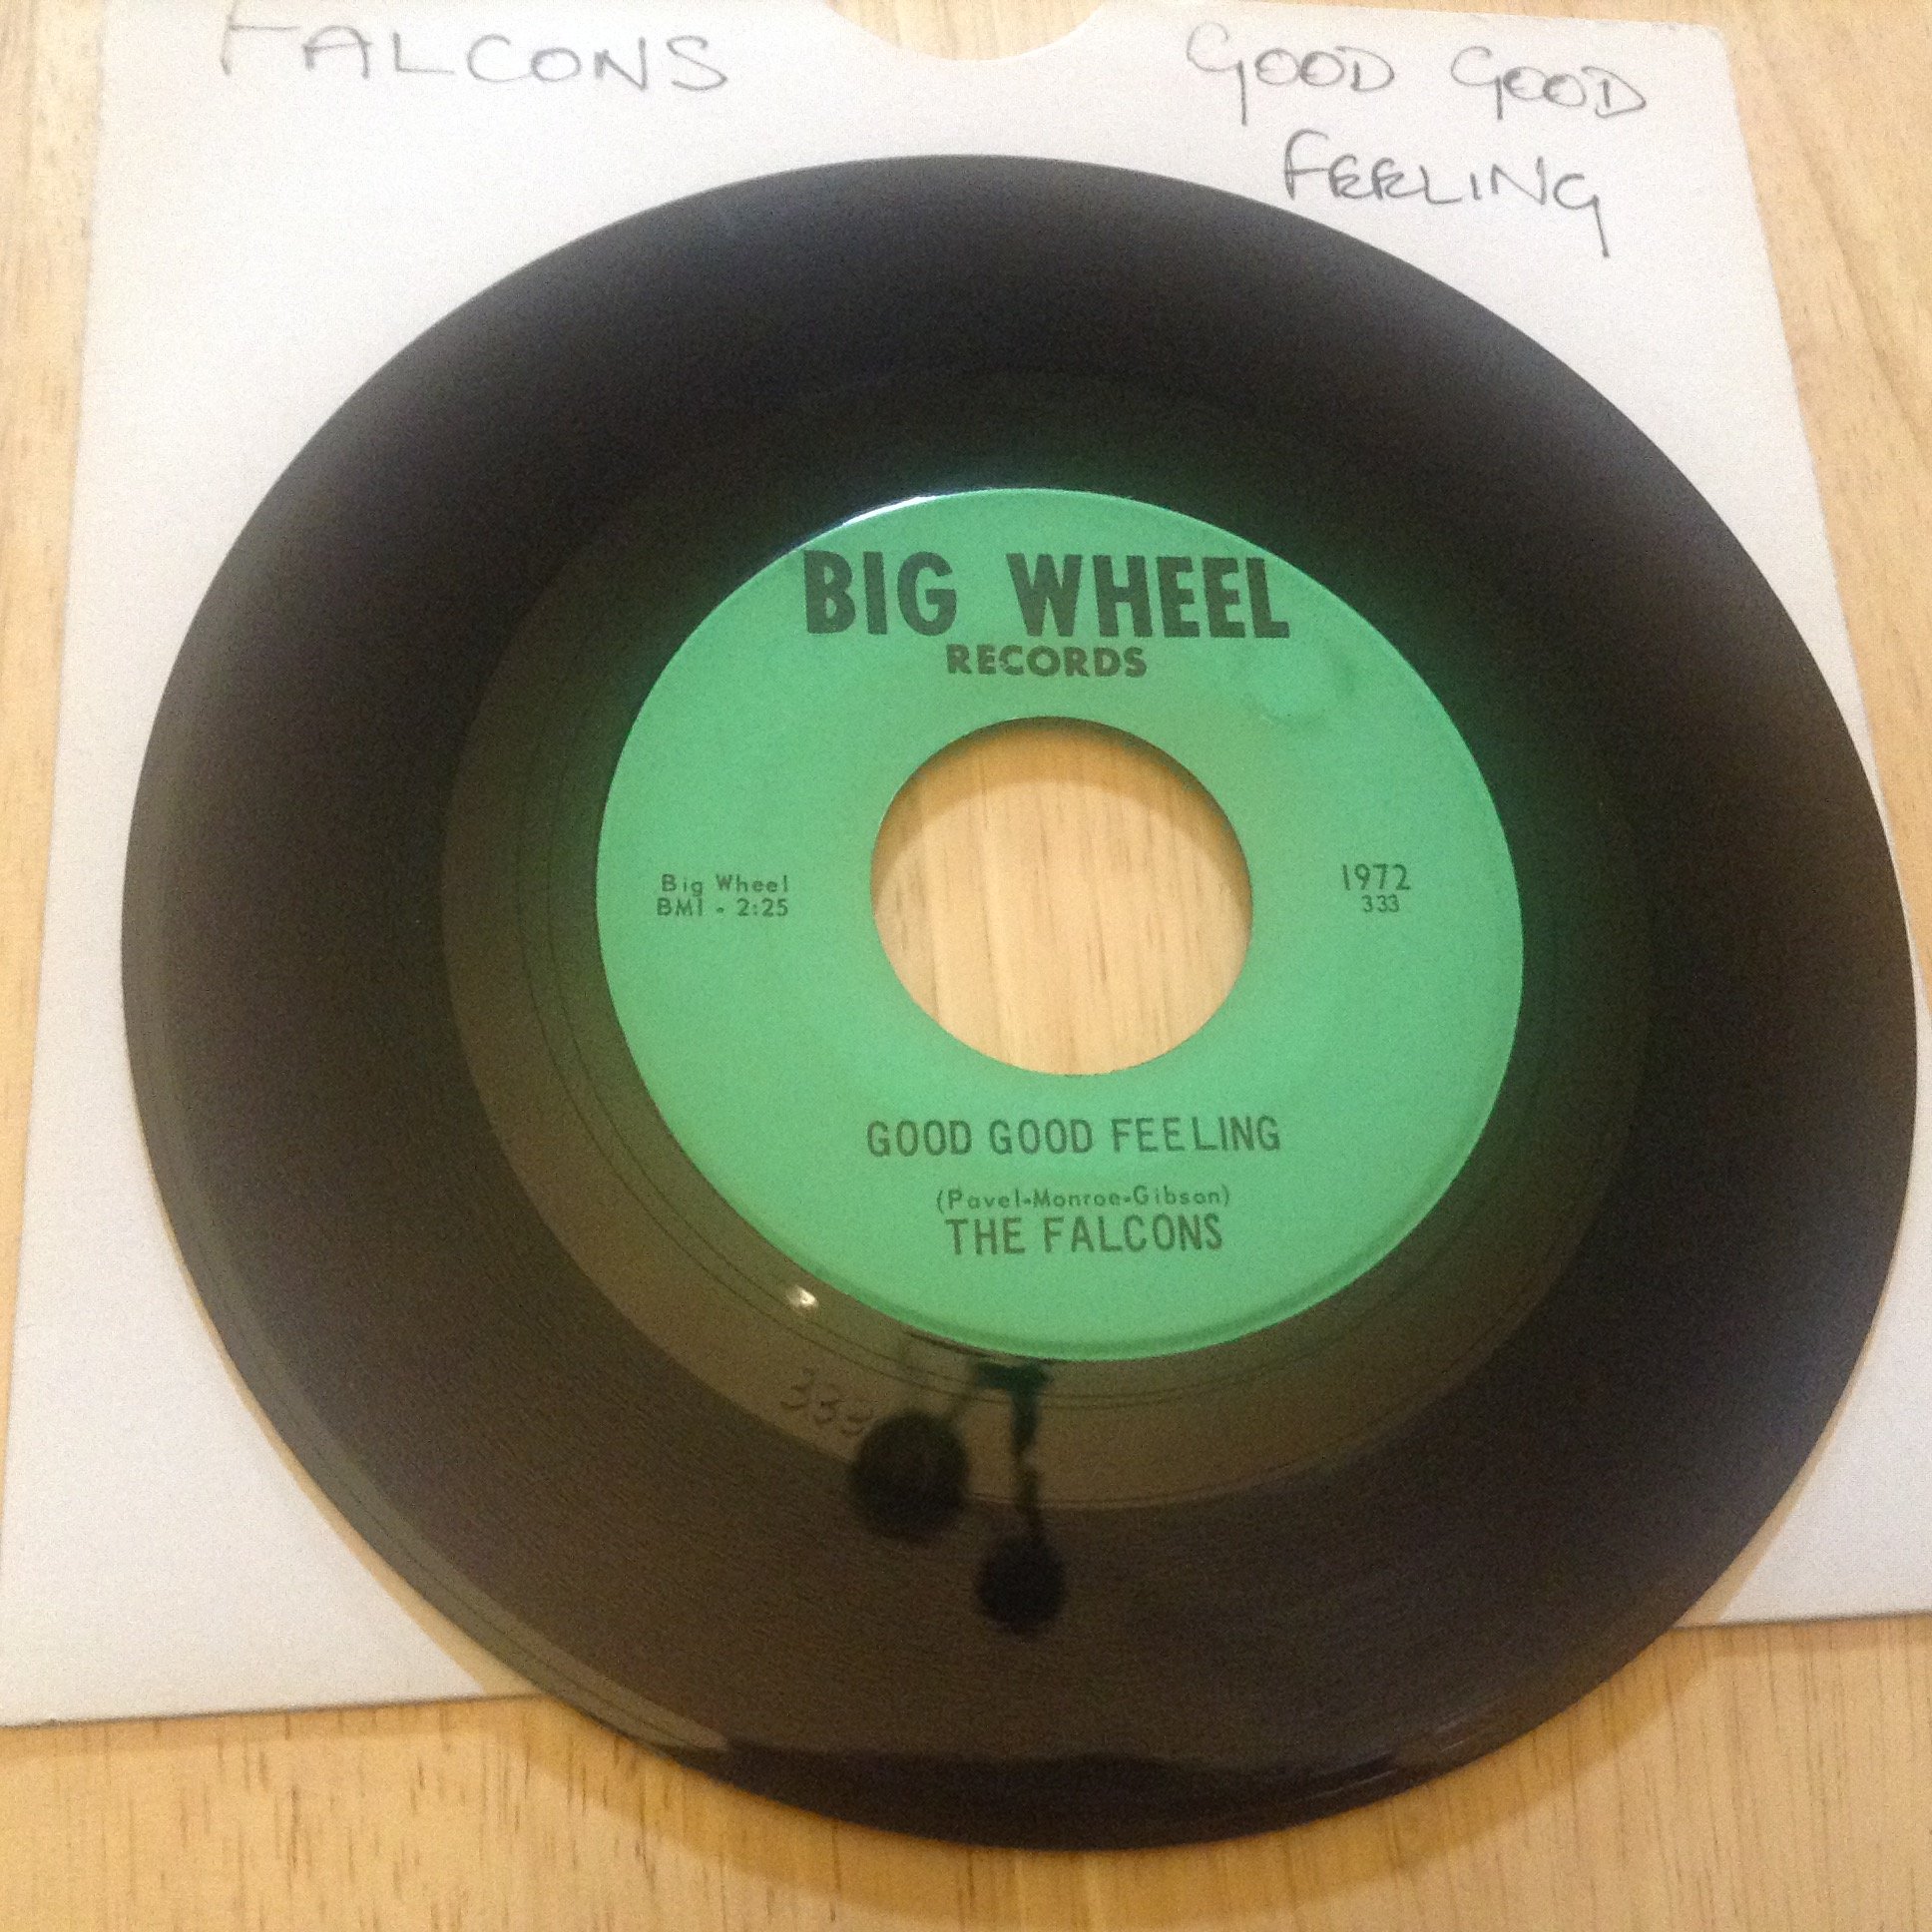 FALCONS
GOOD GOOD
FEELING
BIG WHEEL
RECORDS
Big Wheel
BMI - 2:25
1972
333
GOOD GOOD FEELING
(Pavel-Monroe-Gibson)
THE FALCONS